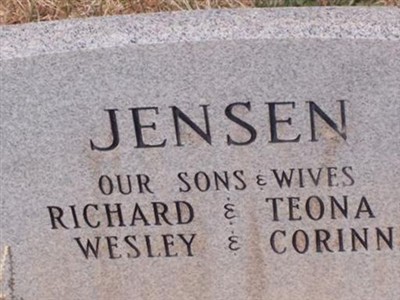 JENSEN
OUR SONS & WIVES
RICHARD & TEONA
WESLEY & CORINN